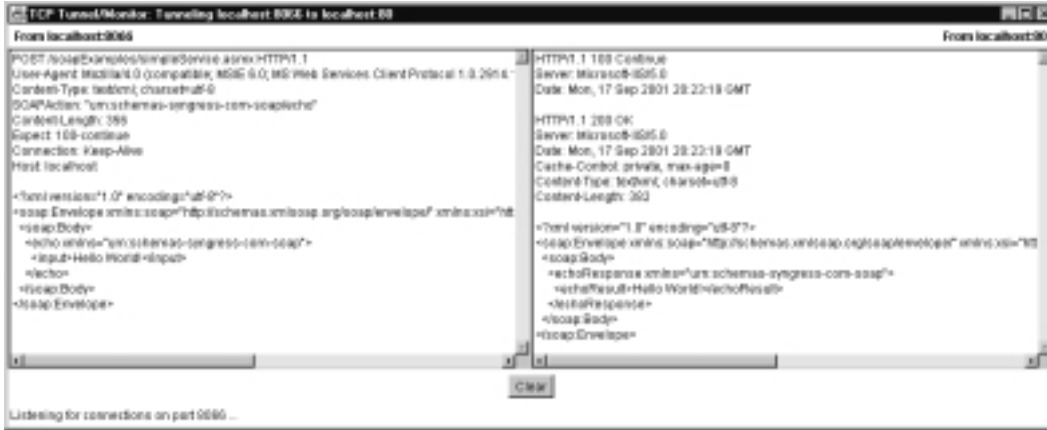 TCP Tunnel/Monitor: Tunneling localhost:8066 to localhost:80
From localhost:8066
From localhost:80
POST /soapExamples/simpleService.asmx HTTP/1.1
User-Agent: Mozilla/4.0 (compatible; MSIE 6.0; MS Web Services Client Protocol 1.0.2914.
Content-Type: text/xml; charset=utf-8
SOAPAction: "urn:schemas-syngress-com-soap/echo"
Content-Length:
Expect: 100-continue
Connection: Keep-Alive
Host: localhost
<?xml version="1.0" encoding="utf-8"?>
<soap:Envelope xmlns:soap="http://schemas.xmlsoap.org/soap/envelope/" xmlns:xsi="htt
<soap:Body>
<echo xmlns="urn:schemas-syngress-com-soap">
<input>Hello World!</input>
</echo>
</soap:Body>
</soap:Envelope>
HTTP/1.1 100 Continue
Server: Microsoft-IIS/5.0
Date: Mon, 17 Sep 2001 20:23:19 GMT
HTTP/1.1 200 OK
Server: Microsoft-IIS/5.0
Date: Mon, 17 Sep 2001 20:23:19 GMT
Cache-Control: private, max-age=0
Content-Type: text/xml; charset=utf-8
Content-Length:
<?xml version="1.0" encoding="utf-8"?>
<soap:Envelope xmlns:soap="http://schemas.xmlsoap.org/soap/envelope/" xmlns:xsi="htt
<soap:Body>
<echoResponse xmlns="urn:schemas-syngress-com-soap">
<echoResult>Hello World!</echoResult>
</echoResponse>
</soap:Body>
</soap:Envelope>
Clear
Listening for connections on port 8066 ...